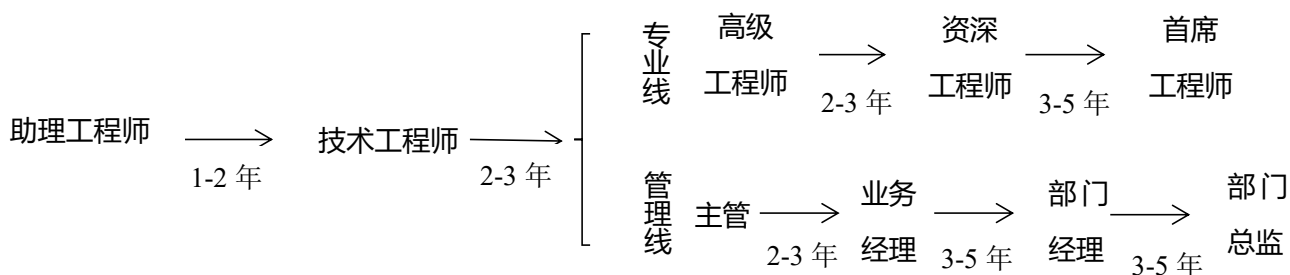 助理工程师
1-2 年
技术工程师
2-3 年
专业线
高级
工程师
2-3 年
资深
工程师
3-5 年
首席
工程师
管理线
主管
2-3 年
业务
经理
3-5 年
部门
经理
3-5 年
部门
总监